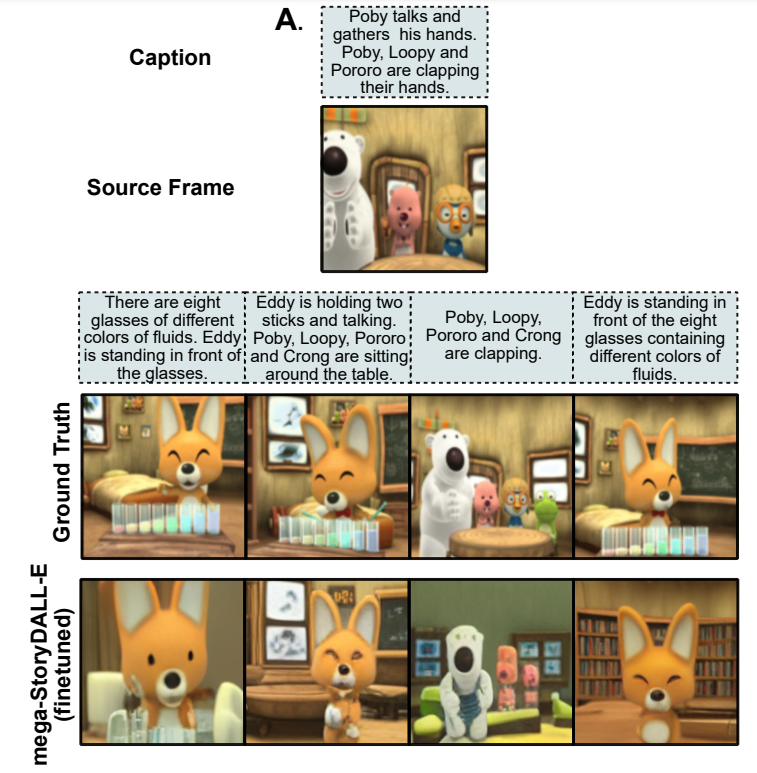 A.
Caption
Poby talks and
gathers his hands.
Poby, Loopy and
Pororo are clapping
their hands.
Source Frame
There are eight
glasses of different
colors of fluids. Eddy
is standing in front of
the glasses.
Eddy is holding two
sticks and talking.
Poby, Loopy, Pororo
and Crong are sitting
around the table.
Poby, Loopy,
Pororo and Crong
are clapping.
Eddy is standing in
front of the eight
glasses containing
different colors of
fluids.
Ground Truth
mega-StoryDALL-E
(finetuned)